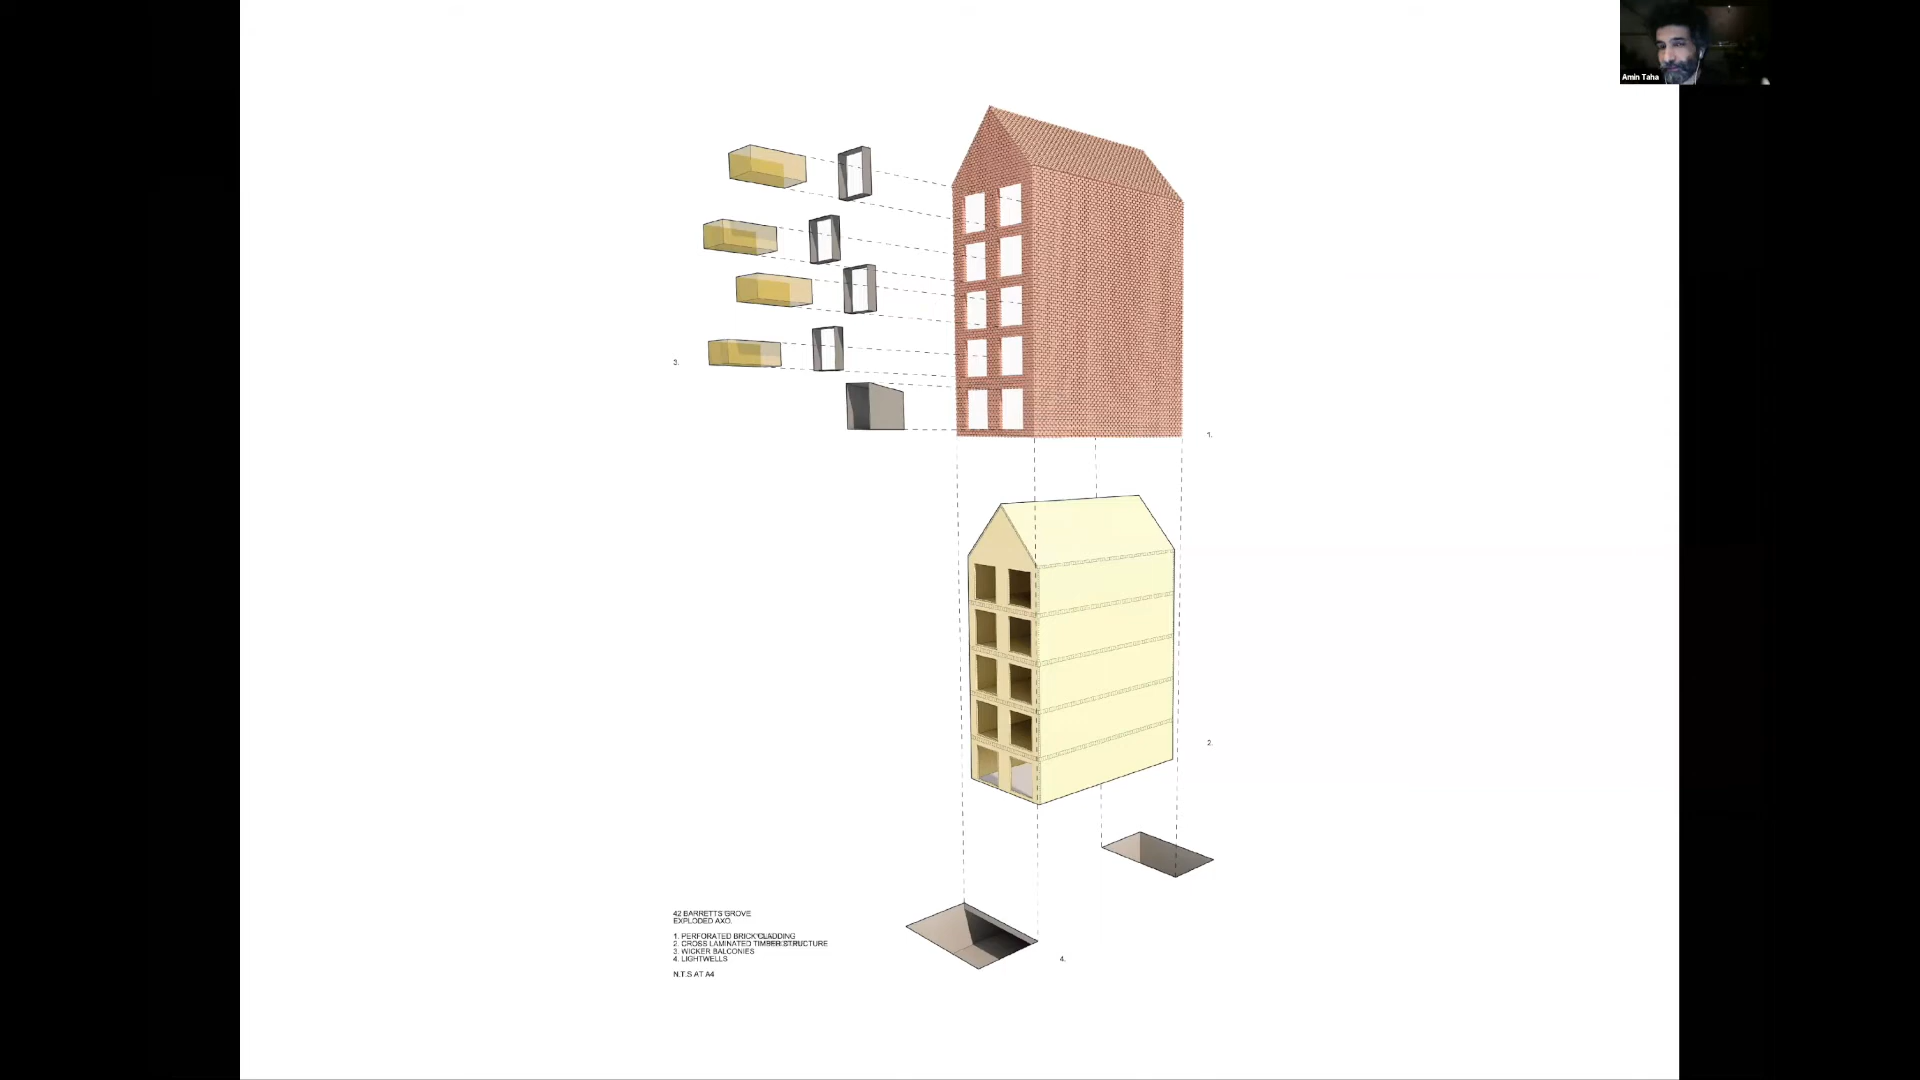 Amin Taha
3.
1.
2.
4.
42 BARRETTS GROVE
EXPLODED AXO.
1. PERFORATED BRICK CLADDING
2. CROSS LAMINATED TIMBER STRUCTURE
3. WICKER BALCONIES
4. LIGHTWELLS
N.T.S AT A4